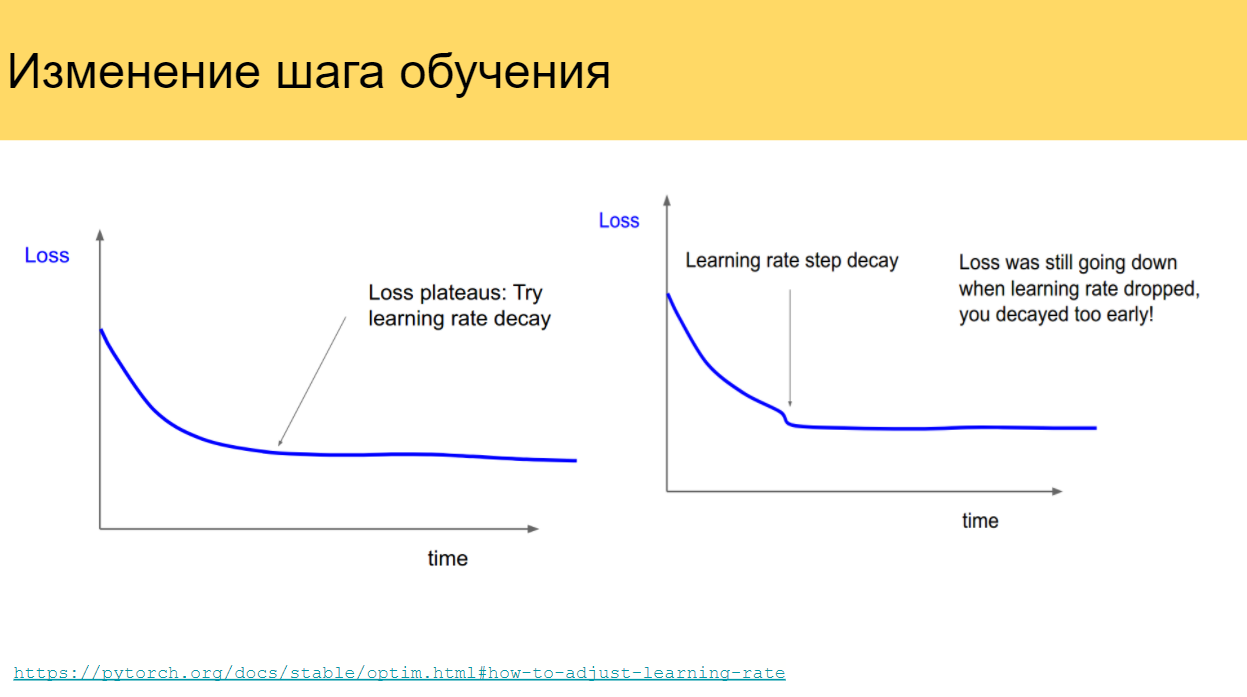 Изменение шага обучения
Loss
Loss plateaus: Try
learning rate decay
time
Loss
Learning rate step decay
Loss was still going down
when learning rate dropped,
you decayed too early!
time
https://pytorch.org/docs/stable/optim.html#how-to-adjust-learning-rate